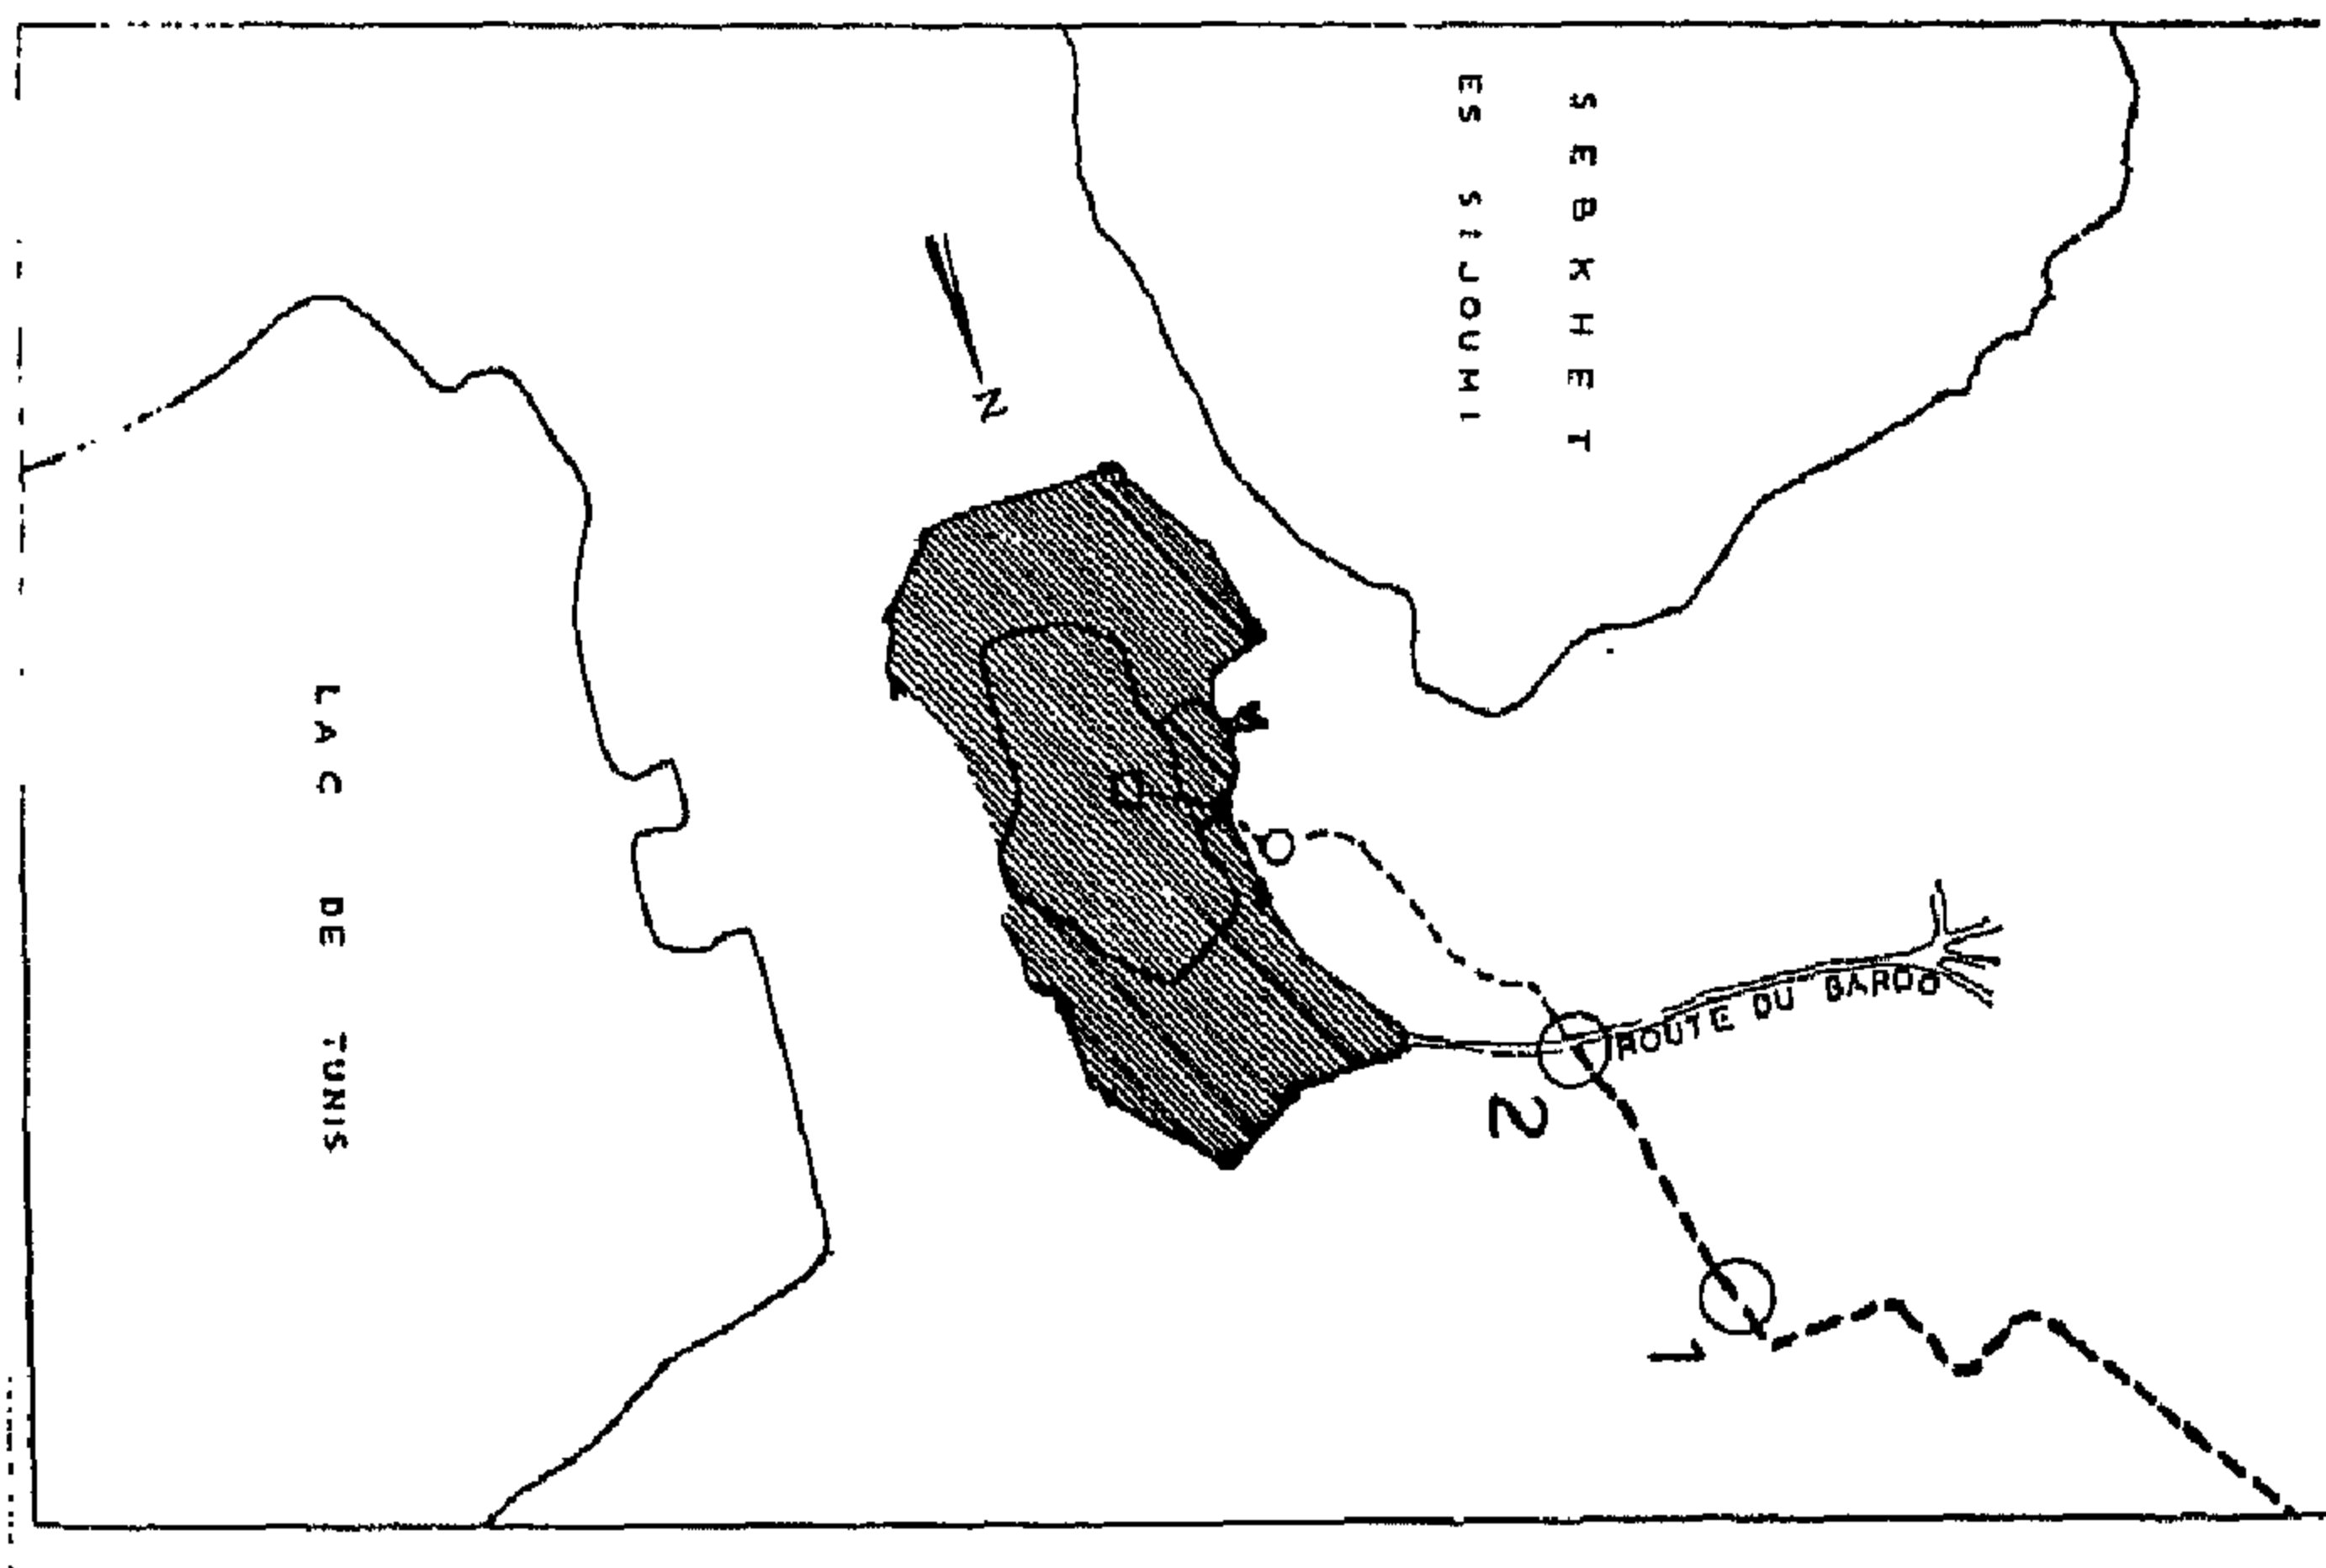 SEBKHET
ES SIJOUMI
N
LAC DE TUNIS
ROUTE DU BARDO
2
1